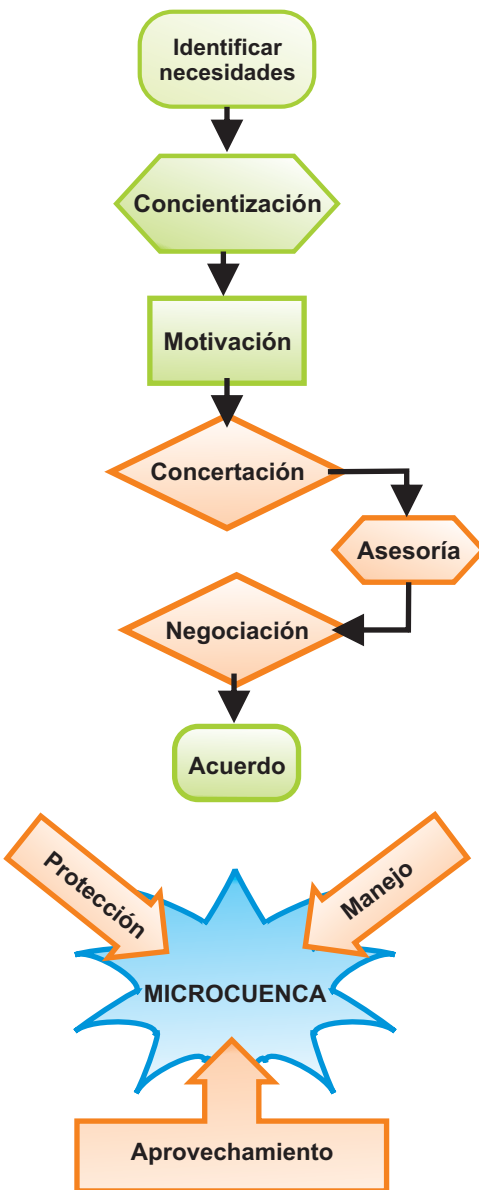 Identificar
necesidades
Concientización
Motivación
Concertación
Asesoría
Negociación
Acuerdo
Protección
Manejo
MICROCUENCA
Aprovechamiento